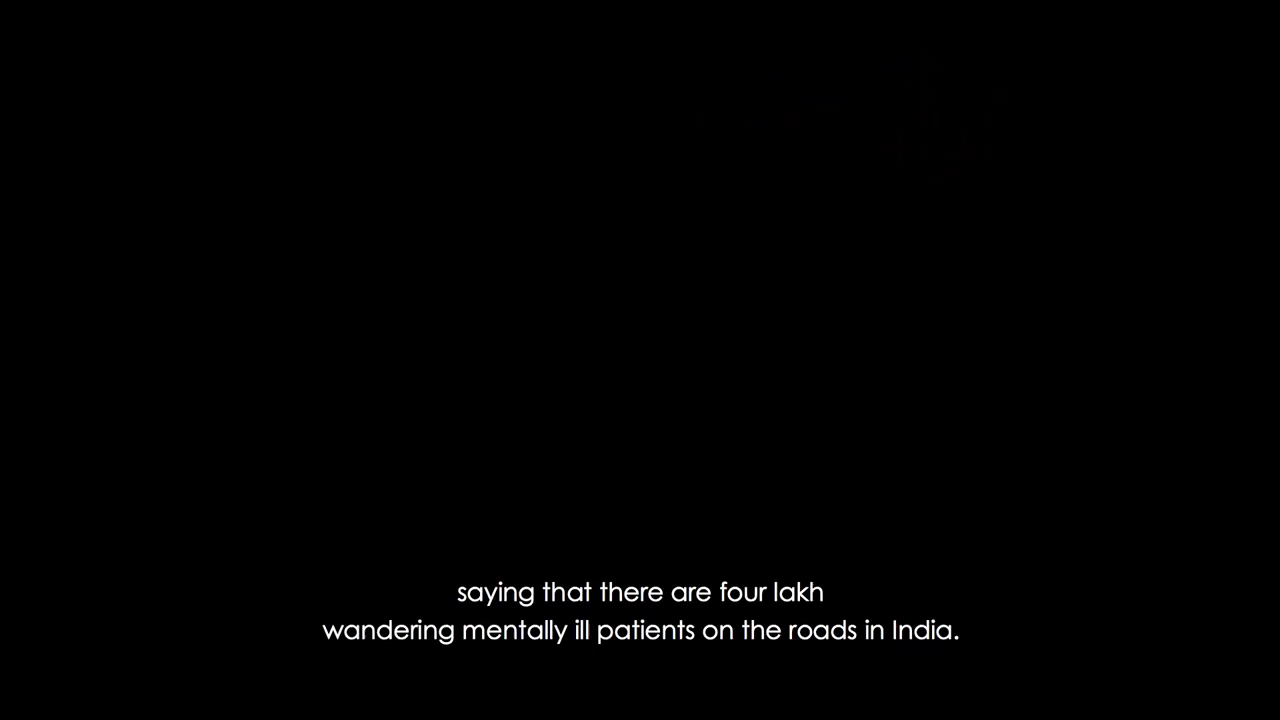 saying that there are four lakh
wandering mentally ill patients on the roads in India.